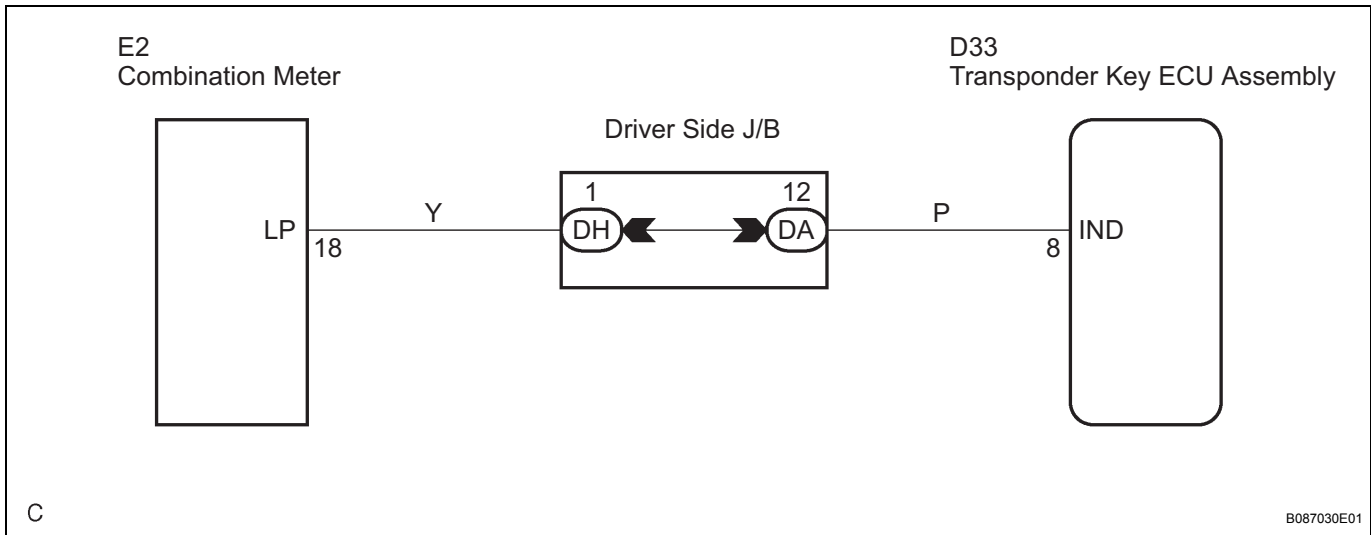 E2
Combination Meter
D33
Transponder Key ECU Assembly
Driver Side J/B
1
12
LP
18
Y
DH
DA
P
8
IND
C
B087030E01